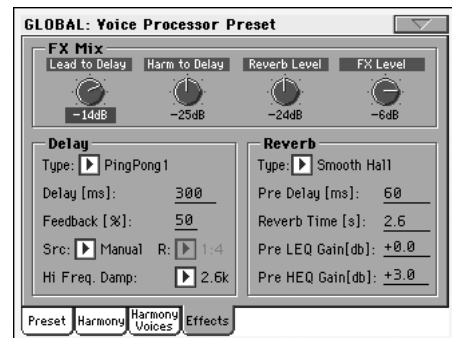 GLOBAL: Voice Processor Preset
FX Mix
Lead to Delay Harm to Delay Reverb Level FX Level
-14dB -25dB -24dB -6dB
Delay
Type: PingPong1
Delay [ms]: 300
Feedback [%]: 50
Src: Manual R: 1:4
Hi Freq. Damp: 2.6k
Reverb
Type: Smooth Hall
Pre Delay [ms]: 60
Reverb Time [s]: 2.6
Pre LEQ Gain[db]: +0.0
Pre HEQ Gain[db]: +3.0
Preset Harmony Harmony Voices Effects